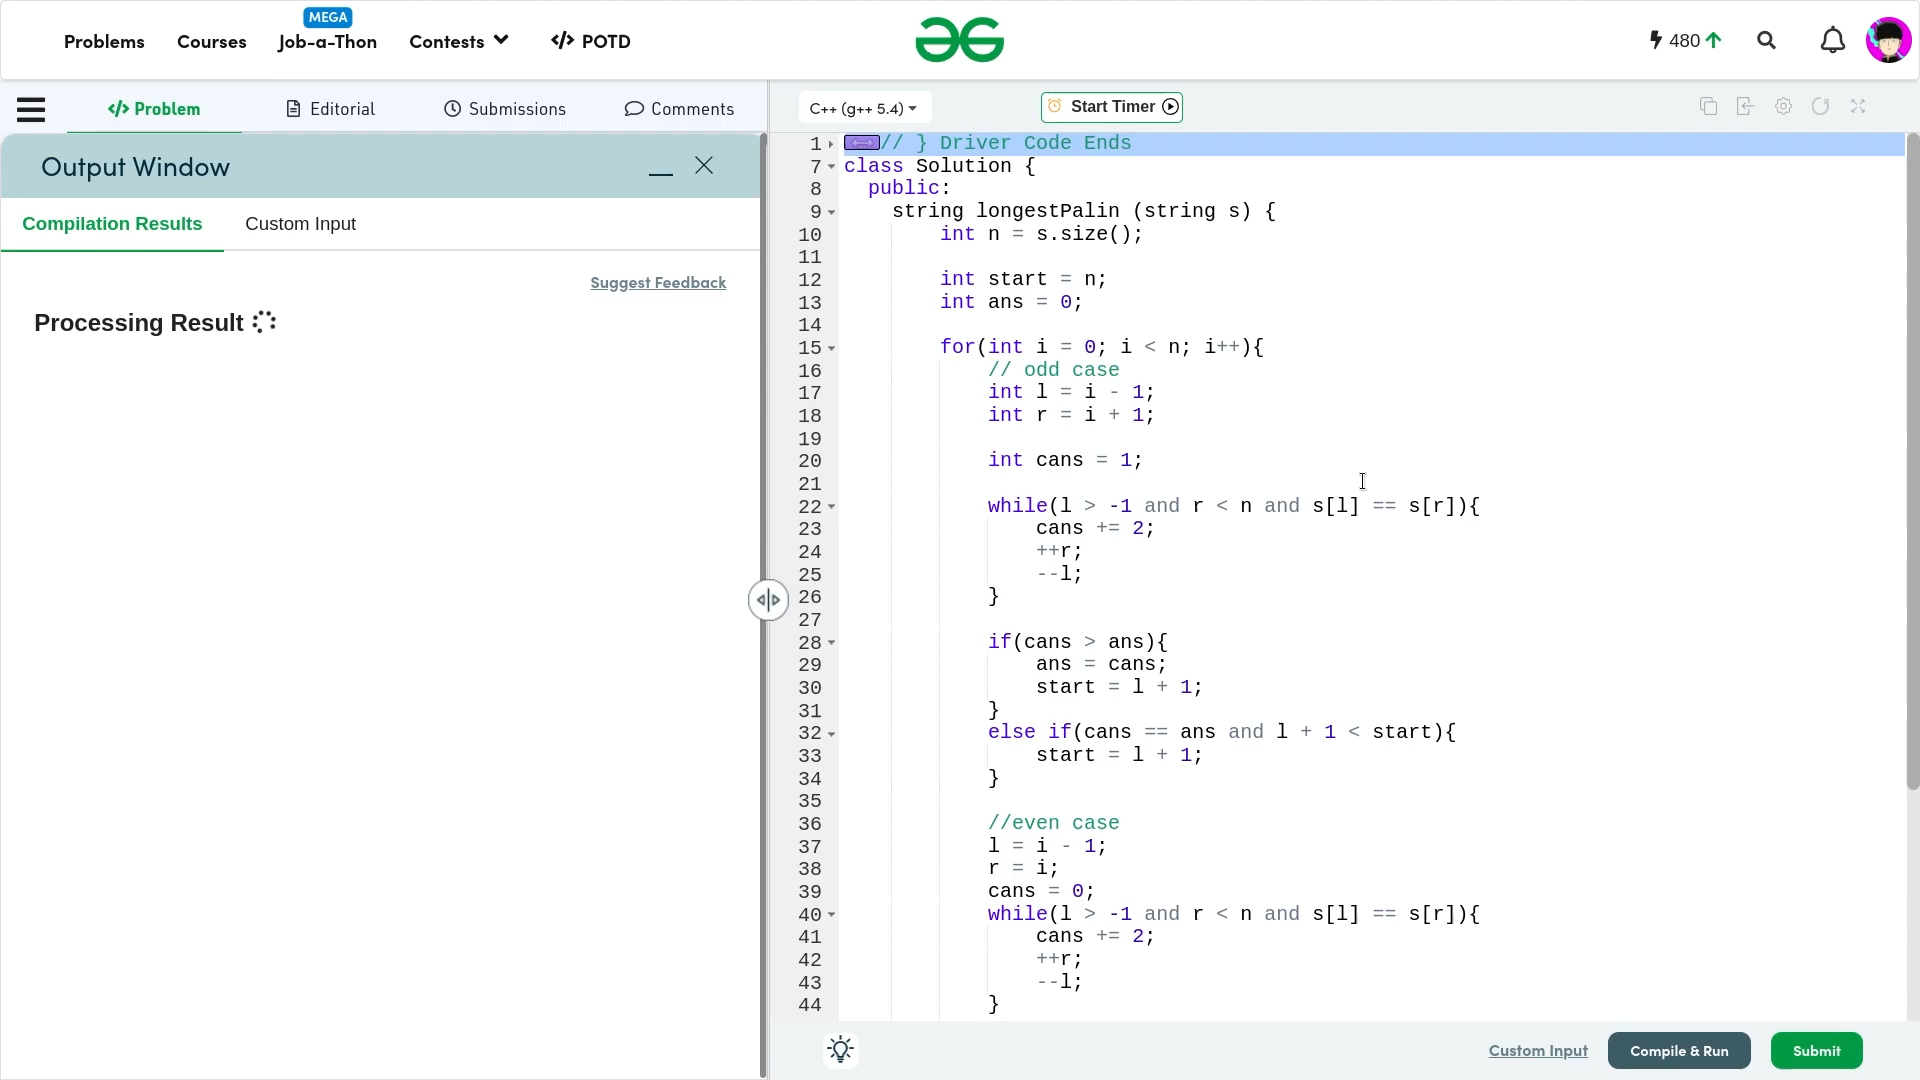 MEGA
Problems Courses Job-a-Thon Contests </> POTD 480
</> Problem Editorial Submissions Comments
C++ (g++ 5.4) Start Timer
Output Window
Compilation Results Custom Input
Suggest Feedback
Processing Result
1 // } Driver Code Ends
7 class Solution {
8 public:
9 string longestPalin (string s) {
10 int n = s.size();
11
12 int start = n;
13 int ans = 0;
14
15 for(int i = 0; i < n; i++){
16 // odd case
17 int l = i - 1;
18 int r = i + 1;
19
20 int cans = 1;
21
22 while(l > -1 and r < n and s[l] == s[r]){
23 cans += 2;
24 ++r;
25 --l;
26 }
27
28 if(cans > ans){
29 ans = cans;
30 start = l + 1;
31 }
32 else if(cans == ans and l + 1 < start){
33 start = l + 1;
34 }
35
36 //even case
37 l = i - 1;
38 r = i;
39 cans = 0;
40 while(l > -1 and r < n and s[l] == s[r]){
41 cans += 2;
42 ++r;
43 --l;
44 }
Custom Input Compile & Run Submit